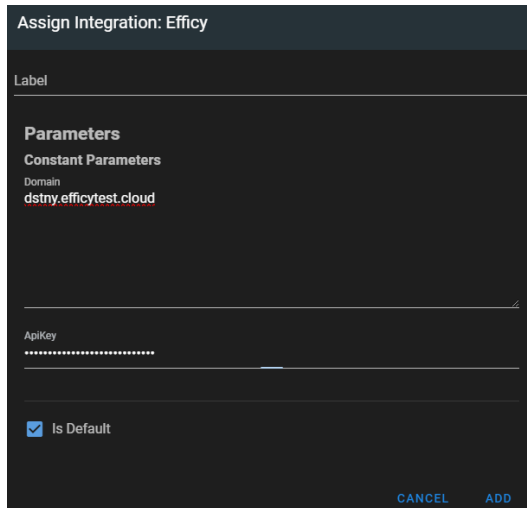 Assign Integration: Efficy
Label
Parameters
Constant Parameters
Domain
dstny.efficytest.cloud
ApiKey
••••••••••••••••••••••••••••
Is Default
CANCEL ADD